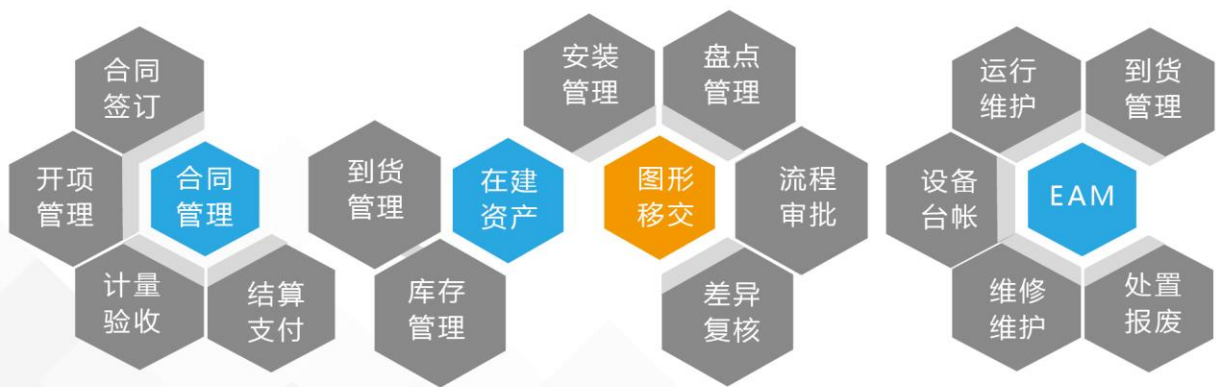 合同
签订
开项
管理
合同
管理
计量
验收
结算
支付
到货
管理
在建
资产
库存
管理
安装
管理
盘点
管理
图形
移交
流程
审批
差异
复核
运行
维护
到货
管理
设备
台帐
EAM
维修
维护
处置
报废